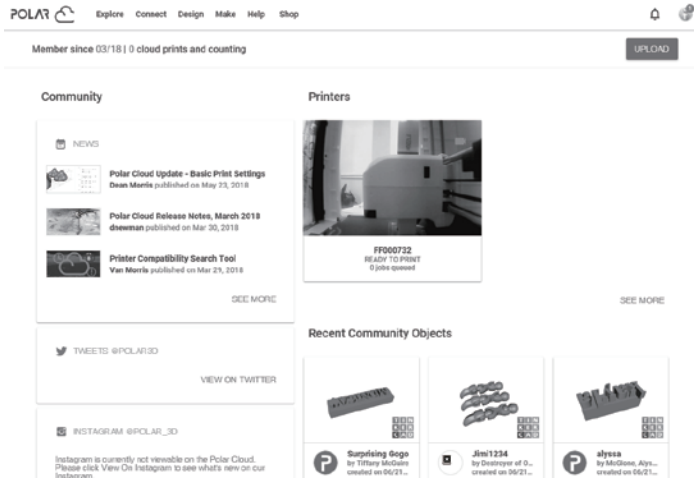 POLAR
Explore Connect Design Make Help Shop
Member since 03/18 | 0 cloud prints and counting
UPLOAD
Community
Printers
NEWS
Polar Cloud Update - Basic Print Settings
Dean Morris published on May 23, 2018
Polar Cloud Release Notes, March 2018
dnewman published on Mar 30, 2018
Printer Compatibility Search Tool
Van Morris published on Mar 29, 2018
SEE MORE
FF000732
READY TO PRINT
0 jobs queued
SEE MORE
TWEETS @POLAR3D
VIEW ON TWITTER
INSTAGRAM @POLAR_3D
Instagram is currently not viewable on the Polar Cloud.
Please click View On Instagram to see what's new on our
Instagram
Recent Community Objects
TINKERCAD
Surprising Gogo
by Tiffany McGuire
created on 06/21...
TINKERCAD
Jimi1234
by Destroyer of O...
created on 06/21...
TINKERCAD
alyssa
by McGlone, Alys...
created on 06/21...